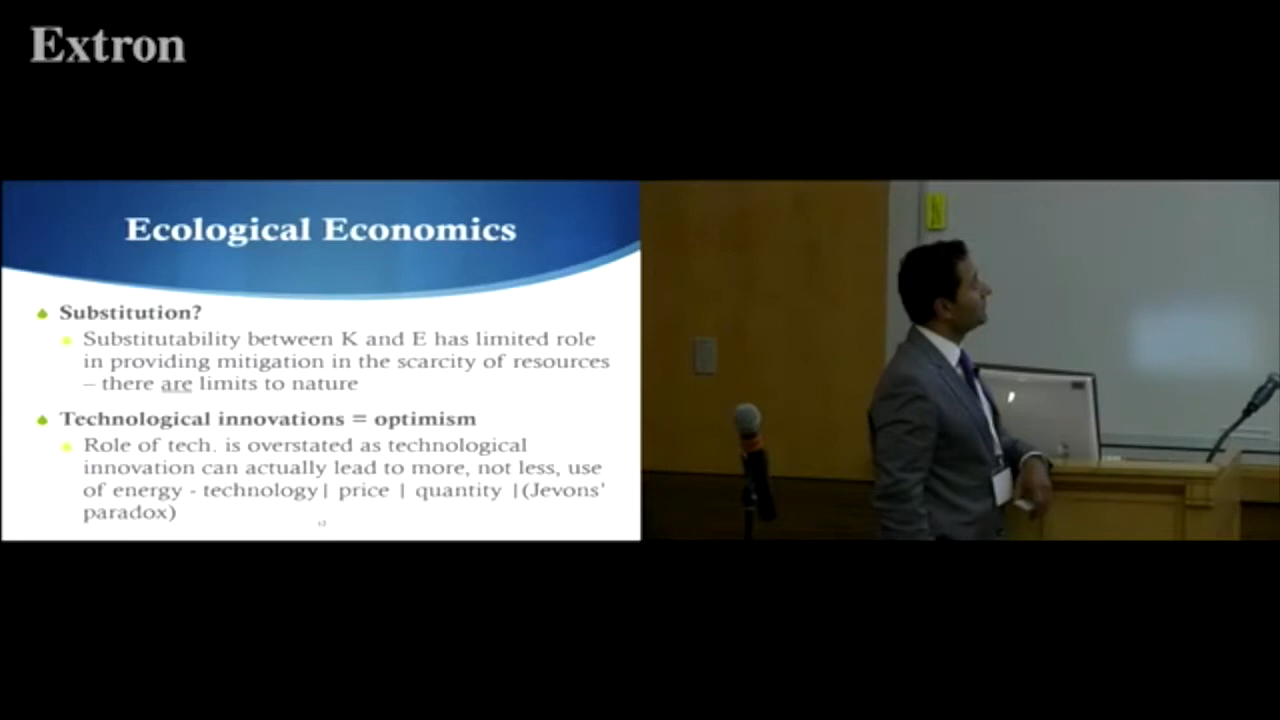 Extron
Ecological Economics
Substitution?
Substitutability between K and E has limited role
in providing mitigation in the scarcity of resources
– there are limits to nature
Technological innovations = optimism
Role of tech. is overstated as technological
innovation can actually lead to more, not less, use
of energy - technology| price | quantity |(Jevons'
paradox)